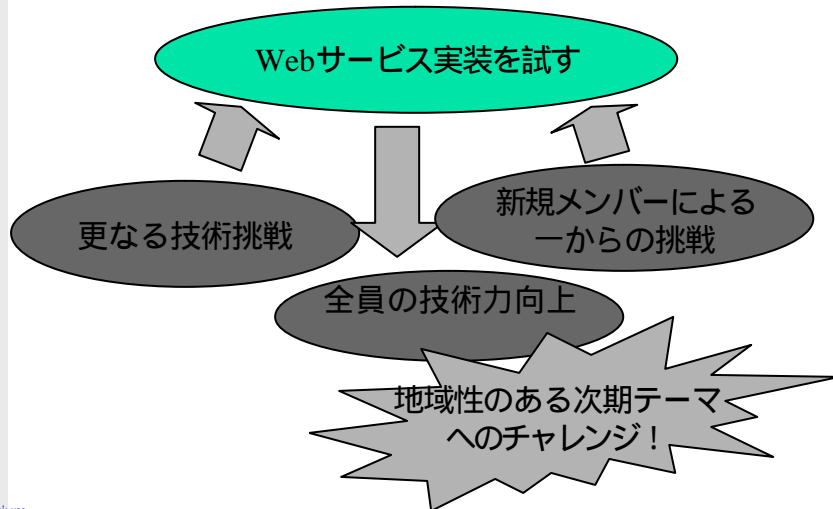 Webサービス実装を試す
更なる技術挑戦
新規メンバーによる
一からの挑戦
全員の技術力向上
地域性のある次期テーマ
へのチャレンジ！